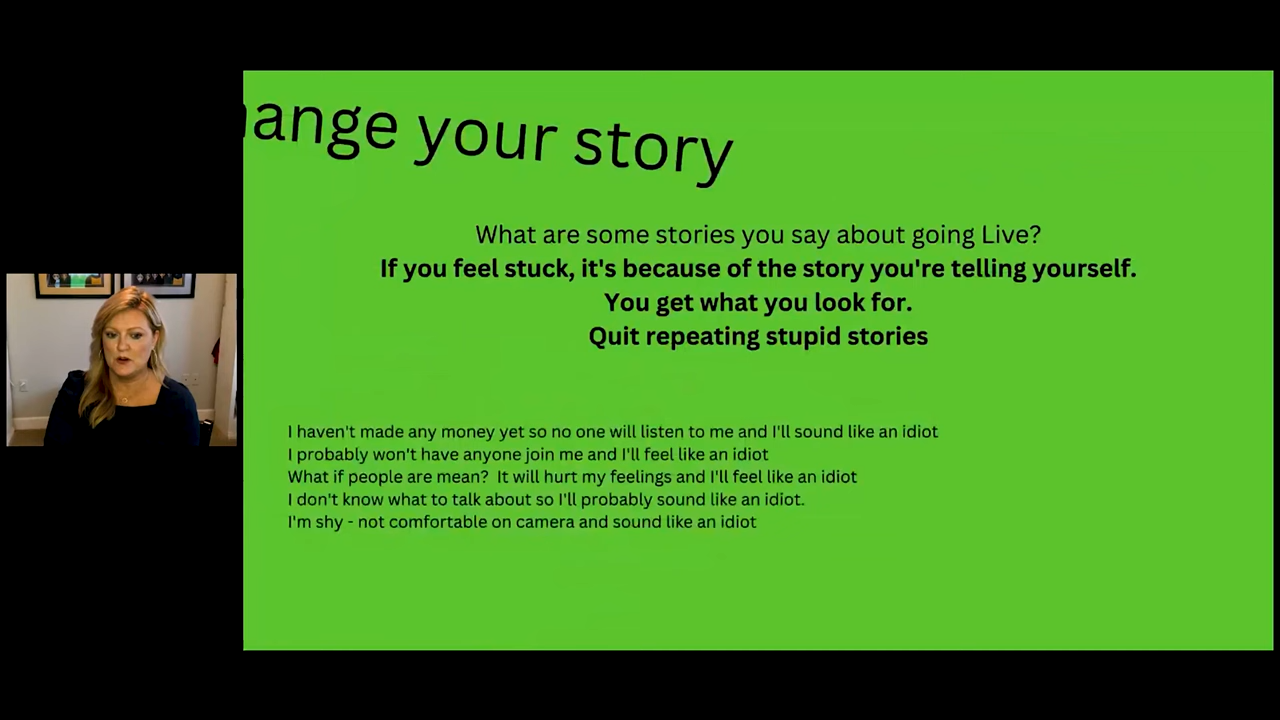 hange your story
What are some stories you say about going Live?
If you feel stuck, it's because of the story you're telling yourself.
You get what you look for.
Quit repeating stupid stories
I haven't made any money yet so no one will listen to me and I'll sound like an idiot
I probably won't have anyone join me and I'll feel like an idiot
What if people are mean?  It will hurt my feelings and I'll feel like an idiot
I don't know what to talk about so I'll probably sound like an idiot.
I'm shy - not comfortable on camera and sound like an idiot